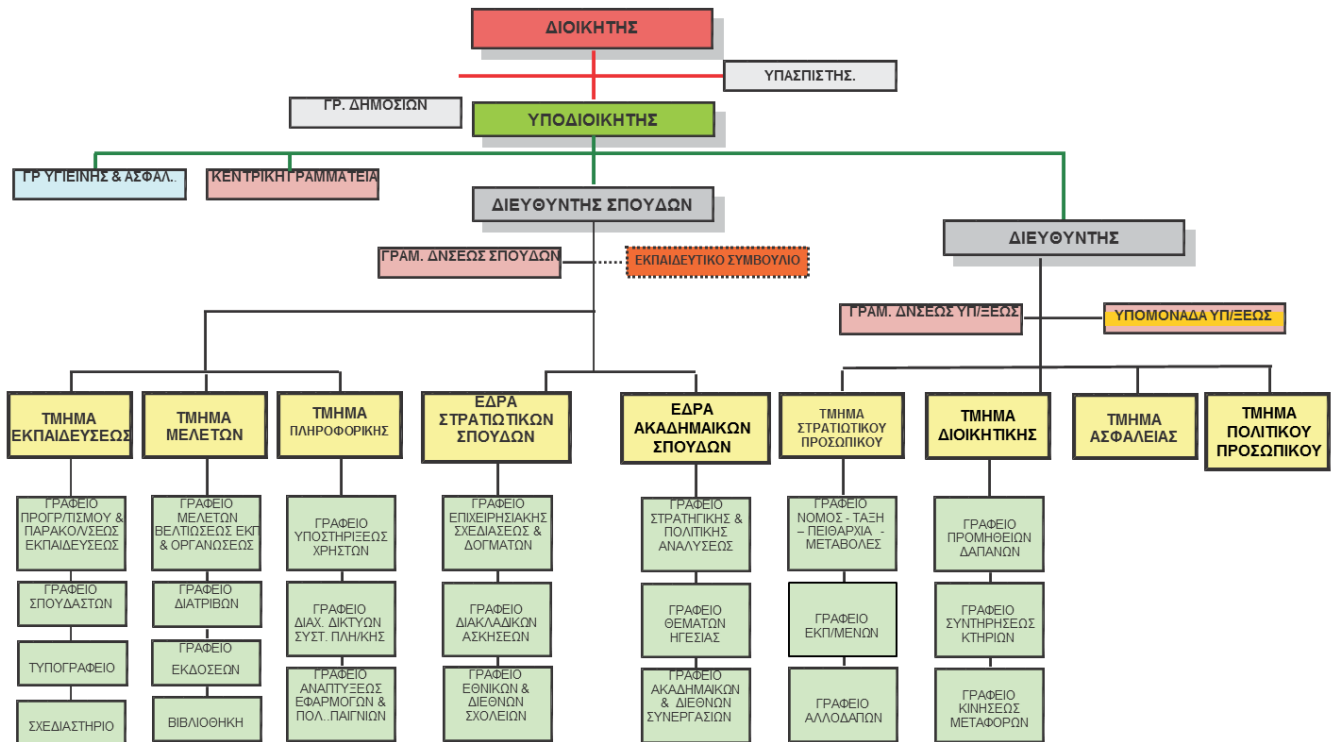 ΔΙΟΙΚΗΤΗΣ
ΥΠΑΣΠΙΣΤΗΣ.
ΓΡ. ΔΗΜΟΣΙΩΝ
ΥΠΟΔΙΟΙΚΗΤΗΣ
ΓΡ ΥΓΙΕΙΝΗΣ & ΑΣΦΑΛ..
ΚΕΝΤΡΙΚΗ ΓΡΑΜΜΑΤΕΙΑ
ΔΙΕΥΘΥΝΤΗΣ ΣΠΟΥΔΩΝ
ΔΙΕΥΘΥΝΤΗΣ
ΓΡΑΜ. ΔΝΣΕΩΣ ΣΠΟΥΔΩΝ
ΕΚΠΑΙΔΕΥΤΙΚΟ ΣΥΜΒΟΥΛΙΟ
ΓΡΑΜ. ΔΝΣΕΩΣ ΥΠ/ΞΕΩΣ
ΥΠΟΜΟΝΑΔΑ ΥΠ/ΞΕΩΣ
ΤΜΗΜΑ
ΕΚΠΑΙΔΕΥΣΕΩΣ
ΤΜΗΜΑ
ΜΕΛΕΤΩΝ
ΤΜΗΜΑ
ΠΛΗΡΟΦΟΡΙΚΗΣ
ΕΔΡΑ
ΣΤΡΑΤΙΩΤΙΚΩΝ
ΣΠΟΥΔΩΝ
ΕΔΡΑ
ΑΚΑΔΗΜΑΙΚΩΝ
ΣΠΟΥΔΩΝ
ΤΜΗΜΑ
ΣΤΡΑΤΙΩΤΙΚΟΥ
ΠΡΟΣΩΠΙΚΟΥ
ΤΜΗΜΑ
ΔΙΟΙΚΗΤΙΚΗΣ
ΤΜΗΜΑ
ΑΣΦΑΛΕΙΑΣ
ΤΜΗΜΑ
ΠΟΛΙΤΙΚΟΥ
ΠΡΟΣΩΠΙΚΟΥ
ΓΡΑΦΕΙΟ
ΠΡΟΓΡ/ΤΙΣΜΟΥ &
ΠΑΡΑΚΟΛ/ΣΕΩΣ
ΕΚΠΑΙΔΕΥΣΕΩΣ
ΓΡΑΦΕΙΟ
ΜΕΛΕΤΩΝ
ΒΕΛΤΙΩΣΕΩΣ ΕΚΠ
& ΟΡΓΑΝΩΣΕΩΣ
ΓΡΑΦΕΙΟ
ΥΠΟΣΤΗΡΙΞΕΩΣ
ΧΡΗΣΤΩΝ
ΓΡΑΦΕΙΟ
ΕΠΙΧΕΙΡΗΣΙΑΚΗΣ
ΣΧΕΔΙΑΣΕΩΣ &
ΔΟΓΜΑΤΩΝ
ΓΡΑΦΕΙΟ
ΣΤΡΑΤΗΓΙΚΗΣ &
ΠΟΛΙΤΙΚΗΣ
ΑΝΑΛΥΣΕΩΣ
ΓΡΑΦΕΙΟ
ΝΟΜΟΣ - ΤΑΞΗ
– ΠΕΙΘΑΡΧΙΑ -
ΜΕΤΑΒΟΛΕΣ
ΓΡΑΦΕΙΟ
ΠΡΟΜΗΘΕΙΩΝ
ΔΑΠΑΝΩΝ
ΓΡΑΦΕΙΟ
ΣΠΟΥΔΑΣΤΩΝ
ΓΡΑΦΕΙΟ
ΔΙΑΤΡΙΒΩΝ
ΓΡΑΦΕΙΟ
ΔΙΑΧ. ΔΙΚΤΥΩΝ
ΣΥΣΤ. ΠΛΗ/ΚΗΣ
ΓΡΑΦΕΙΟ
ΔΙΑΚΛΑΔΙΚΩΝ
ΑΣΚΗΣΕΩΝ
ΓΡΑΦΕΙΟ
ΘΕΜΑΤΩΝ
ΗΓΕΣΙΑΣ
ΓΡΑΦΕΙΟ
ΕΚΠ/ΜΕΝΩΝ
ΓΡΑΦΕΙΟ
ΣΥΝΤΗΡΗΣΕΩΣ
ΚΤΗΡΙΩΝ
ΤΥΠΟΓΡΑΦΕΙΟ
ΓΡΑΦΕΙΟ
ΕΚΔΟΣΕΩΝ
ΓΡΑΦΕΙΟ
ΑΝΑΠΤΥΞΕΩΣ
ΕΦΑΡΜΟΓΩΝ &
ΠΟΛ..ΠΑΙΓΝΙΩΝ
ΓΡΑΦΕΙΟ
ΕΘΝΙΚΩΝ &
ΔΙΕΘΝΩΝ
ΣΧΟΛΕΙΩΝ
ΓΡΑΦΕΙΟ
ΑΚΑΔΗΜΑΙΚΩΝ
& ΔΙΕΘΝΩΝ
ΣΥΝΕΡΓΑΣΙΩΝ
ΓΡΑΦΕΙΟ
ΑΛΛΟΔΑΠΩΝ
ΓΡΑΦΕΙΟ
ΚΙΝΗΣΕΩΣ
ΜΕΤΑΦΟΡΩΝ
ΣΧΕΔΙΑΣΤΗΡΙΟ
ΒΙΒΛΙΟΘΗΚΗ